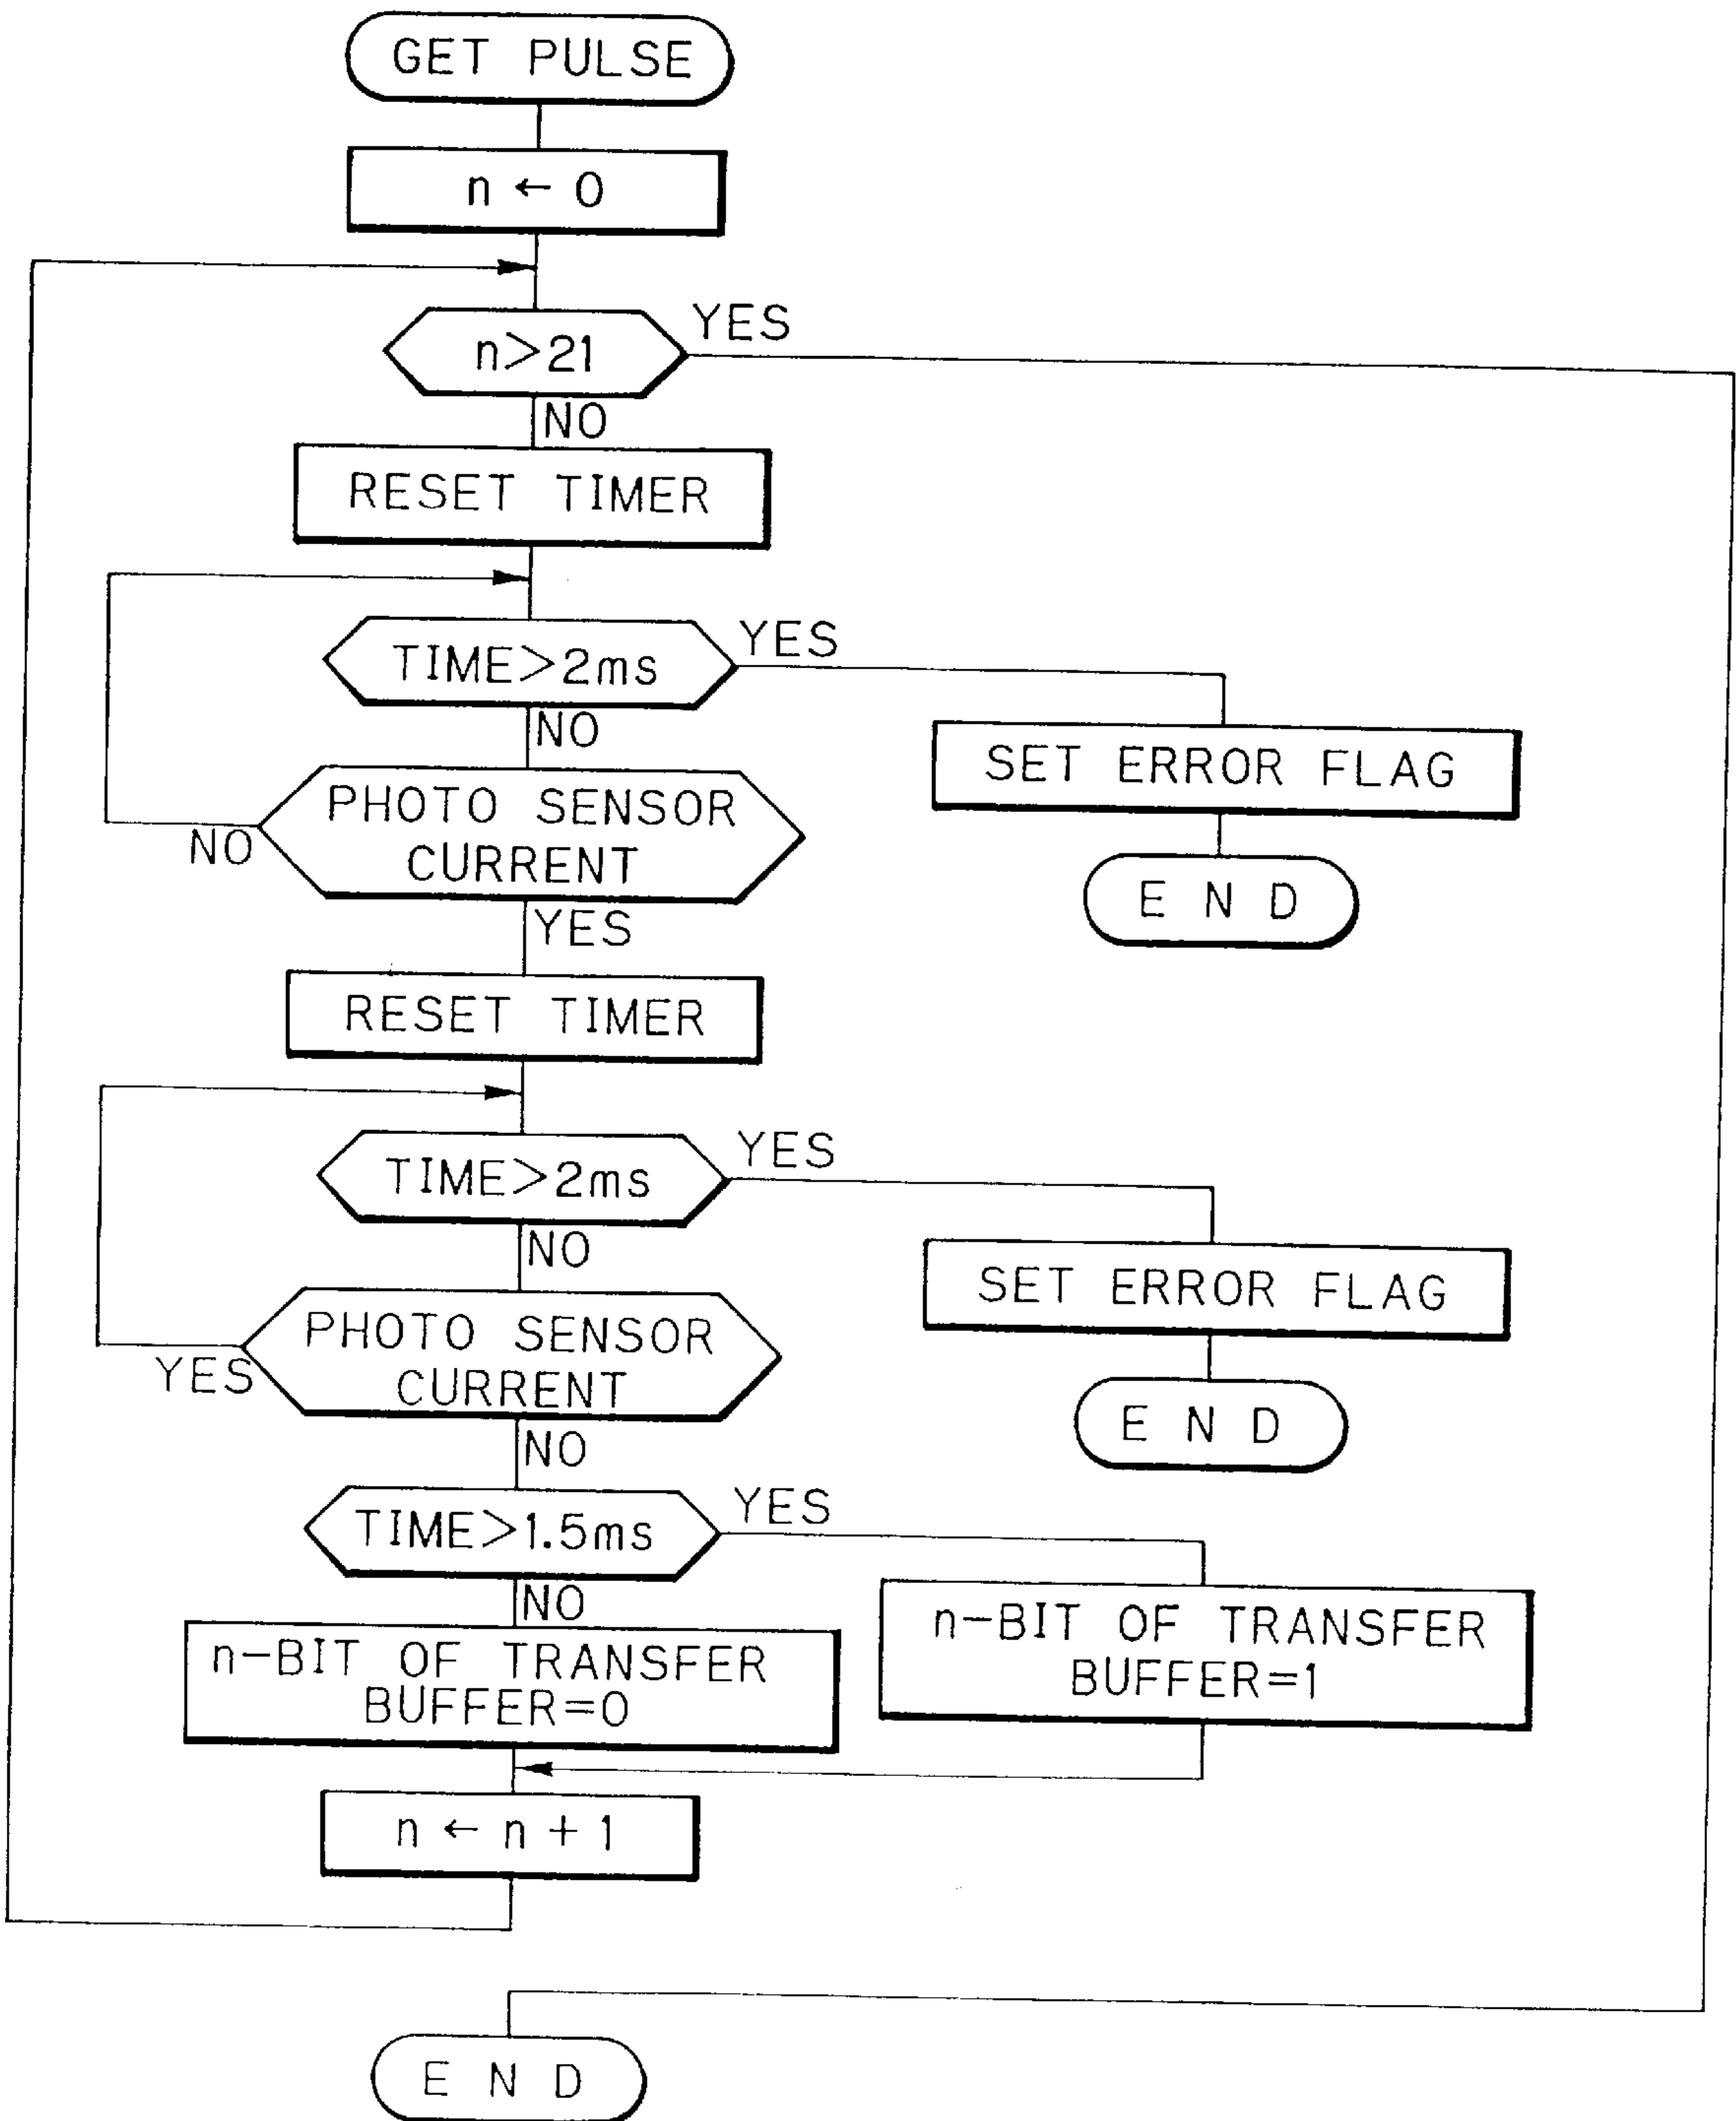 GET PULSE
n ← 0
n>21
YES
NO
RESET TIMER
TIME>2ms
YES
NO
SET ERROR FLAG
PHOTO SENSOR
CURRENT
NO
YES
E N D
RESET TIMER
TIME>2ms
YES
NO
SET ERROR FLAG
PHOTO SENSOR
CURRENT
YES
NO
E N D
TIME>1.5ms
YES
NO
n-BIT OF TRANSFER
BUFFER=0
n-BIT OF TRANSFER
BUFFER=1
n ← n + 1
E N D